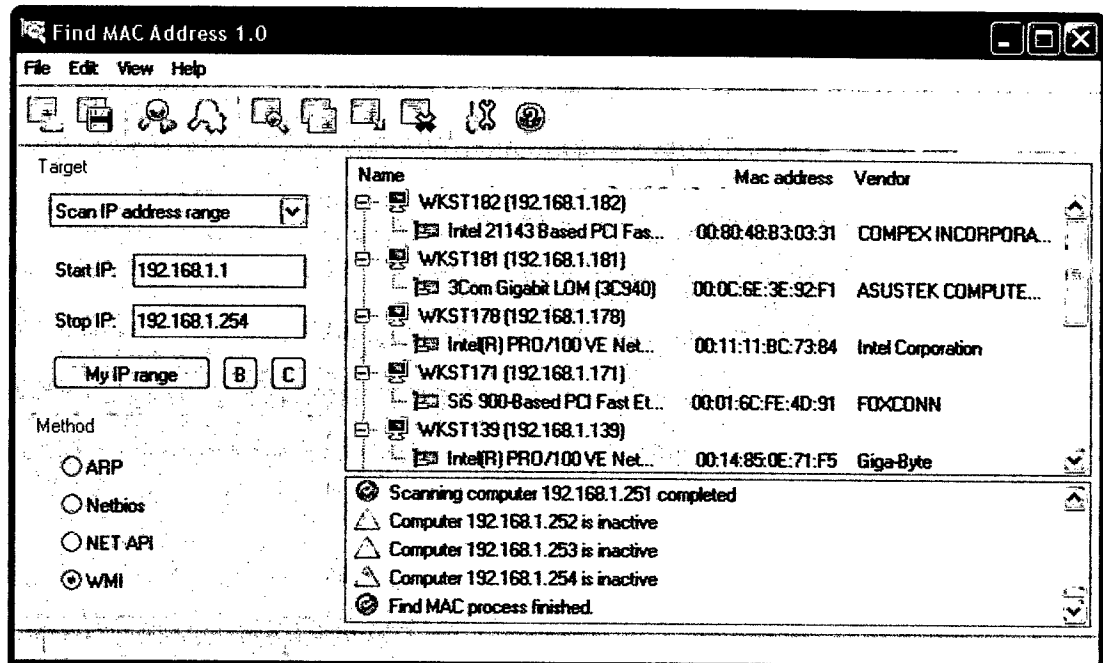 Find MAC Address 1.0
File Edit View Help
Target
Scan IP address range
Start IP: 192.168.1.1
Stop IP: 192.168.1.254
My IP range B C
Method
ARP
Netbios
NET API
WMI
Name Mac address Vendor
WKST182 (192.168.1.182)
Intel 21143 Based PCI Fas... 00:80:48:B3:03:31 COMPEX INCORPORA...
WKST181 (192.168.1.181)
3Com Gigabit LOM (3C940) 00:0C:6E:3E:92:F1 ASUSTEK COMPUTE...
WKST178 (192.168.1.178)
Intel(R) PRO/100 VE Net... 00:11:11:BC:73:84 Intel Corporation
WKST171 (192.168.1.171)
SiS 900-Based PCI Fast Et... 00:01:6C:FE:4D:91 FOXCONN
WKST139 (192.168.1.139)
Intel(R) PRO/100 VE Net... 00:14:85:0E:71:F5 Giga-Byte
Scanning computer 192.168.1.251 completed
Computer 192.168.1.252 is inactive
Computer 192.168.1.253 is inactive
Computer 192.168.1.254 is inactive
Find MAC process finished.